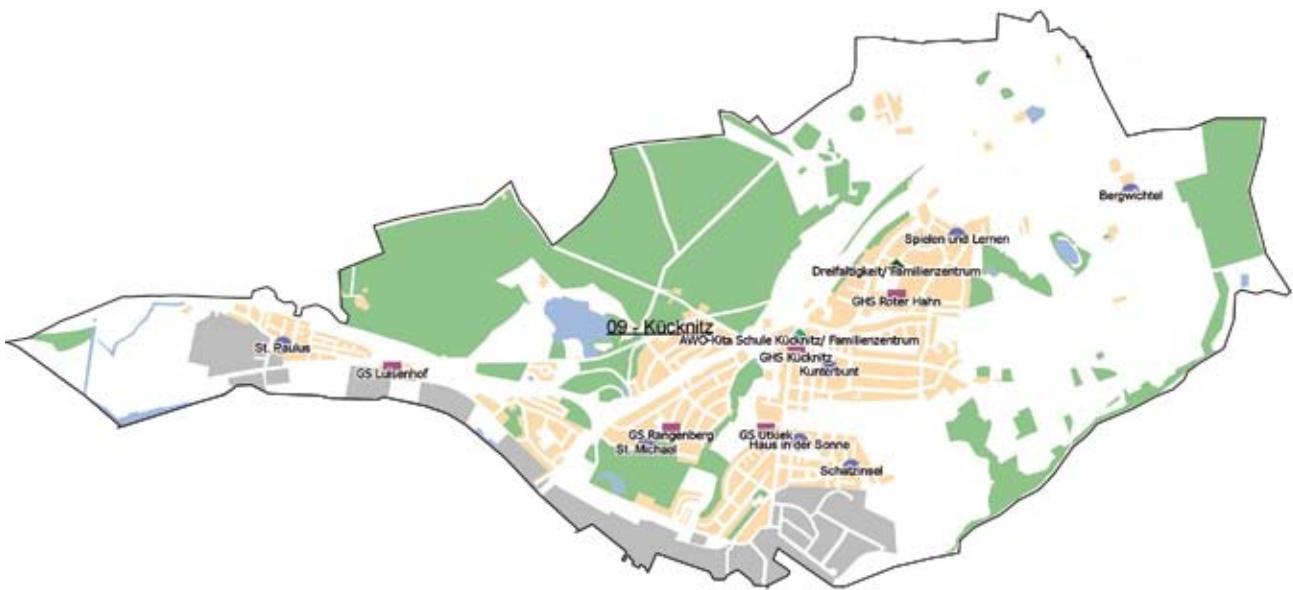 Bergwichtel
Spielen und Lernen
Dreifaltigkeit/ Familienzentrum
GHS Roter Hahn
09 - Kücknitz
AWO-Kita Schule Kücknitz/ Familienzentrum
St. Paulus
GHS Kücknitz
GS Luisenhof
Kunterbunt
GS Rangenberg
GS Utkiek
St. Michael
Haus in der Sonne
Schatzinsel